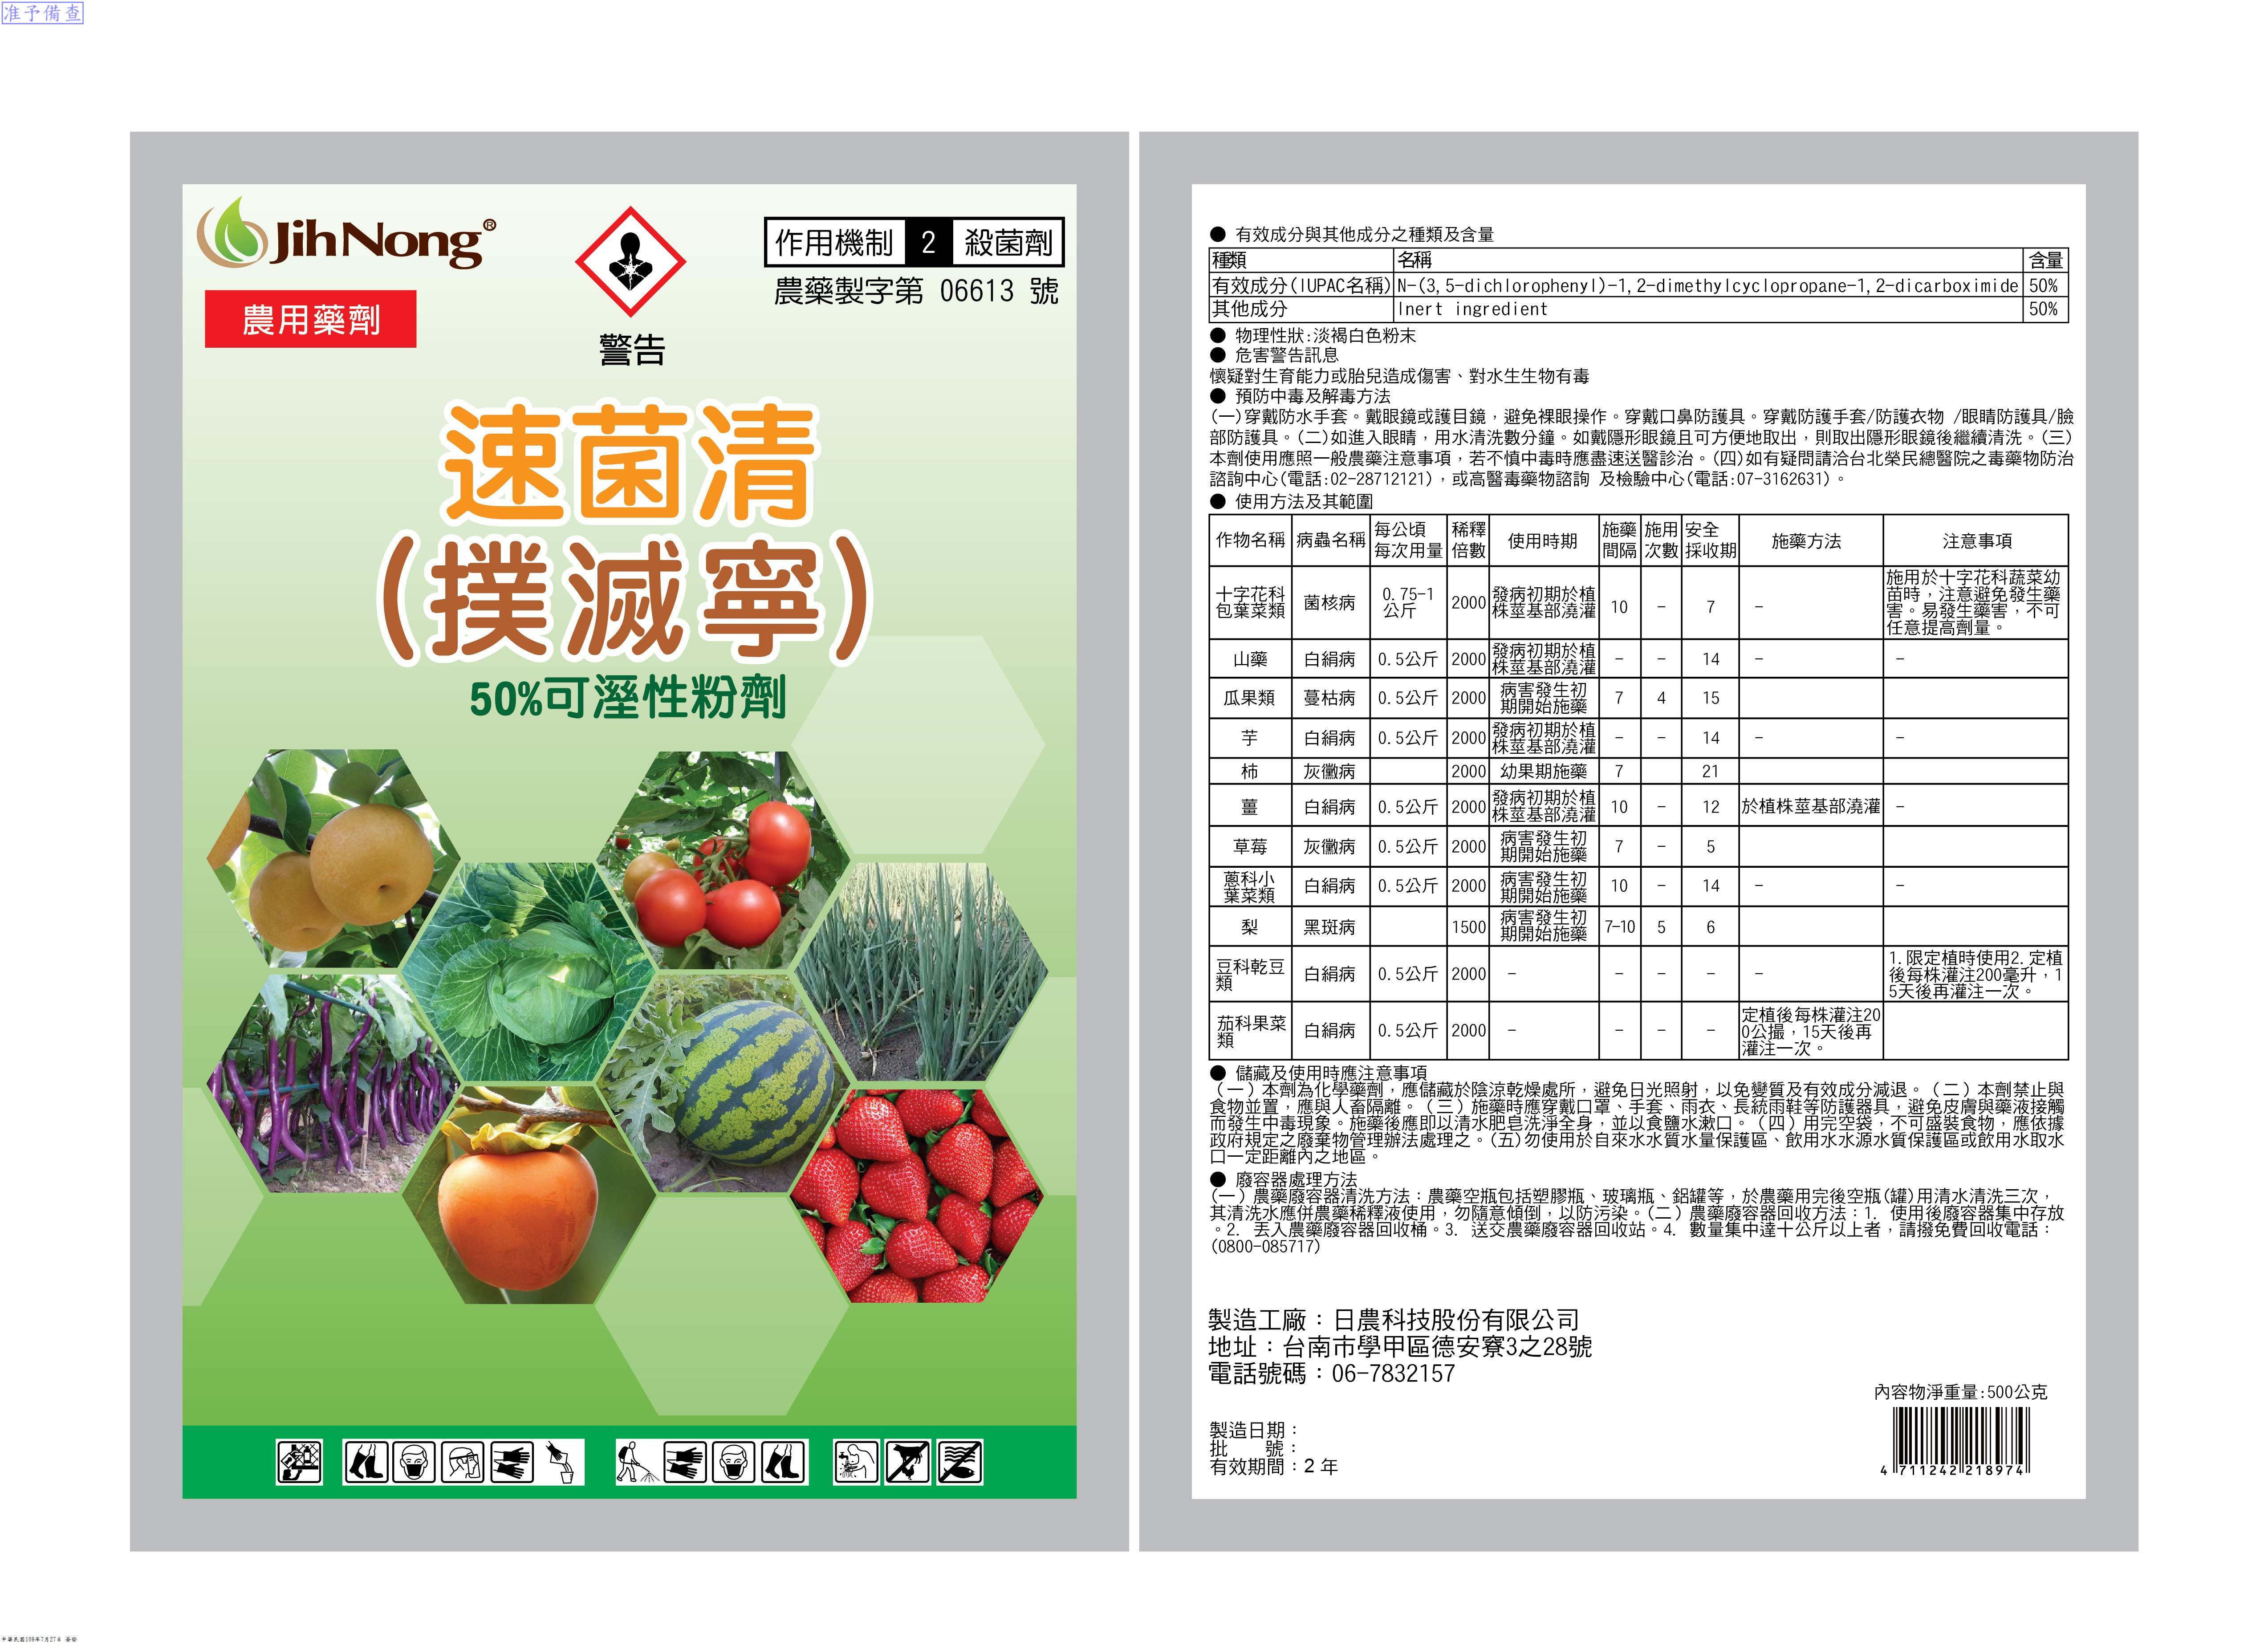 准予備查
JihNong®
農用藥劑
警告
作用機制 2 殺菌劑
農藥製字第 06613 號
速菌清
(撲滅寧)
50%可溼性粉劑
● 有效成分與其他成分之種類及含量
種類 名稱 含量
有效成分(IUPAC名稱) N-(3,5-dichlorophenyl)-1,2-dimethylcyclopropane-1,2-dicarboximide 50%
其他成分 Inert ingredient 50%
● 物理性狀:淡褐白色粉末
● 危害警告訊息
懷疑對生育能力或胎兒造成傷害、對水生生物有毒
● 預防中毒及解毒方法
(一)穿戴防水手套。戴眼鏡或護目鏡，避免裸眼操作。穿戴口鼻防護具。穿戴防護手套/防護衣物 /眼睛防護具/臉
部防護具。(二)如進入眼睛，用水清洗數分鐘。如戴隱形眼鏡且可方便地取出，則取出隱形眼鏡後繼續清洗。(三)
本劑使用應照一般農藥注意事項，若不慎中毒時應盡速送醫診治。(四)如有疑問請洽台北榮民總醫院之毒藥物防治
諮詢中心(電話:02-28712121)，或高醫毒藥物諮詢 及檢驗中心(電話:07-3162631)。
● 使用方法及其範圍
作物名稱 病蟲名稱 每公頃每次用量 稀釋倍數 使用時期 施藥間隔 施用次數 安全採收期 施藥方法 注意事項
十字花科包葉菜類 菌核病 0.75-1公斤 2000 發病初期於植株莖基部澆灌 10 - 7 - 施用於十字花科蔬菜幼苗時，注意避免發生藥害。易發生藥害，不可任意提高劑量。
山藥 白絹病 0.5公斤 2000 發病初期於植株莖基部澆灌 - - 14 - -
瓜果類 蔓枯病 0.5公斤 2000 病害發生初期開始施藥 7 4 15
芋 白絹病 0.5公斤 2000 發病初期於植株莖基部澆灌 - - 14 - -
柿 灰黴病 2000 幼果期施藥 7 21
薑 白絹病 0.5公斤 2000 發病初期於植株莖基部澆灌 10 - 12 於植株莖基部澆灌 -
草莓 灰黴病 0.5公斤 2000 病害發生初期開始施藥 7 - 5
蔥科小葉菜類 白絹病 0.5公斤 2000 病害發生初期開始施藥 10 - 14 - -
梨 黑斑病 1500 病害發生初期開始施藥 7-10 5 6
豆科乾豆類 白絹病 0.5公斤 2000 - - - - - 1.限定植時使用2.定植後每株灌注200毫升，15天後再灌注一次。
茄科果菜類 白絹病 0.5公斤 2000 - - - - 定植後每株灌注200公撮，15天後再灌注一次。
● 儲藏及使用時應注意事項
(一) 本劑為化學藥劑，應儲藏於陰涼乾燥處所，避免日光照射，以免變質及有效成分減退。(二) 本劑禁止與
食物並置，應與人畜隔離。(三) 施藥時應穿戴口罩、手套、雨衣、長統雨鞋等防護器具，避免皮膚與藥液接觸
而發生中毒現象。施藥後應即以清水肥皂洗淨全身，並以食鹽水漱口。(四) 用完空袋，不可盛裝食物，應依據
政府規定之廢棄物管理辦法處理之。(五)勿使用於自來水水質水量保護區、飲用水水源水質保護區或飲用水取水
口一定距離內之地區。
● 廢容器處理方法
(一) 農藥廢容器清洗方法：農藥空瓶包括塑膠瓶、玻璃瓶、鋁罐等，於農藥用完後空瓶(罐)用清水清洗三次，
其清洗水應併農藥稀釋液使用，勿隨意傾倒，以防污染。(二) 農藥廢容器回收方法：1. 使用後廢容器集中存放
。2. 丟入農藥廢容器回收桶。3. 送交農藥廢容器回收站。4. 數量集中達十公斤以上者，請撥免費回收電話：
(0800-085717)
製造工廠：日農科技股份有限公司
地址：台南市學甲區德安寮3之28號
電話號碼：06-7832157
內容物淨重量:500公克
製造日期：
批 號：
有效期間：2 年
4 711242 218974
中華民國109年7月27日